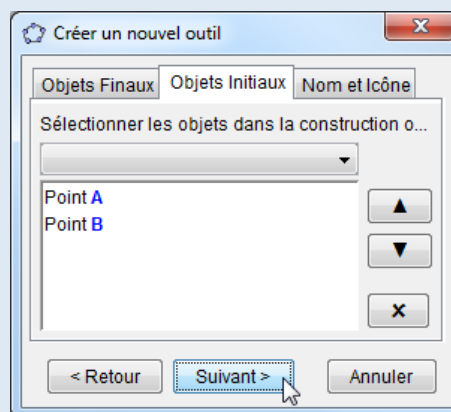 Créer un nouvel outil
Objets Finaux Objets Initiaux Nom et Icône
Sélectionner les objets dans la construction o...
Point A
Point B
< Retour Suivant > Annuler